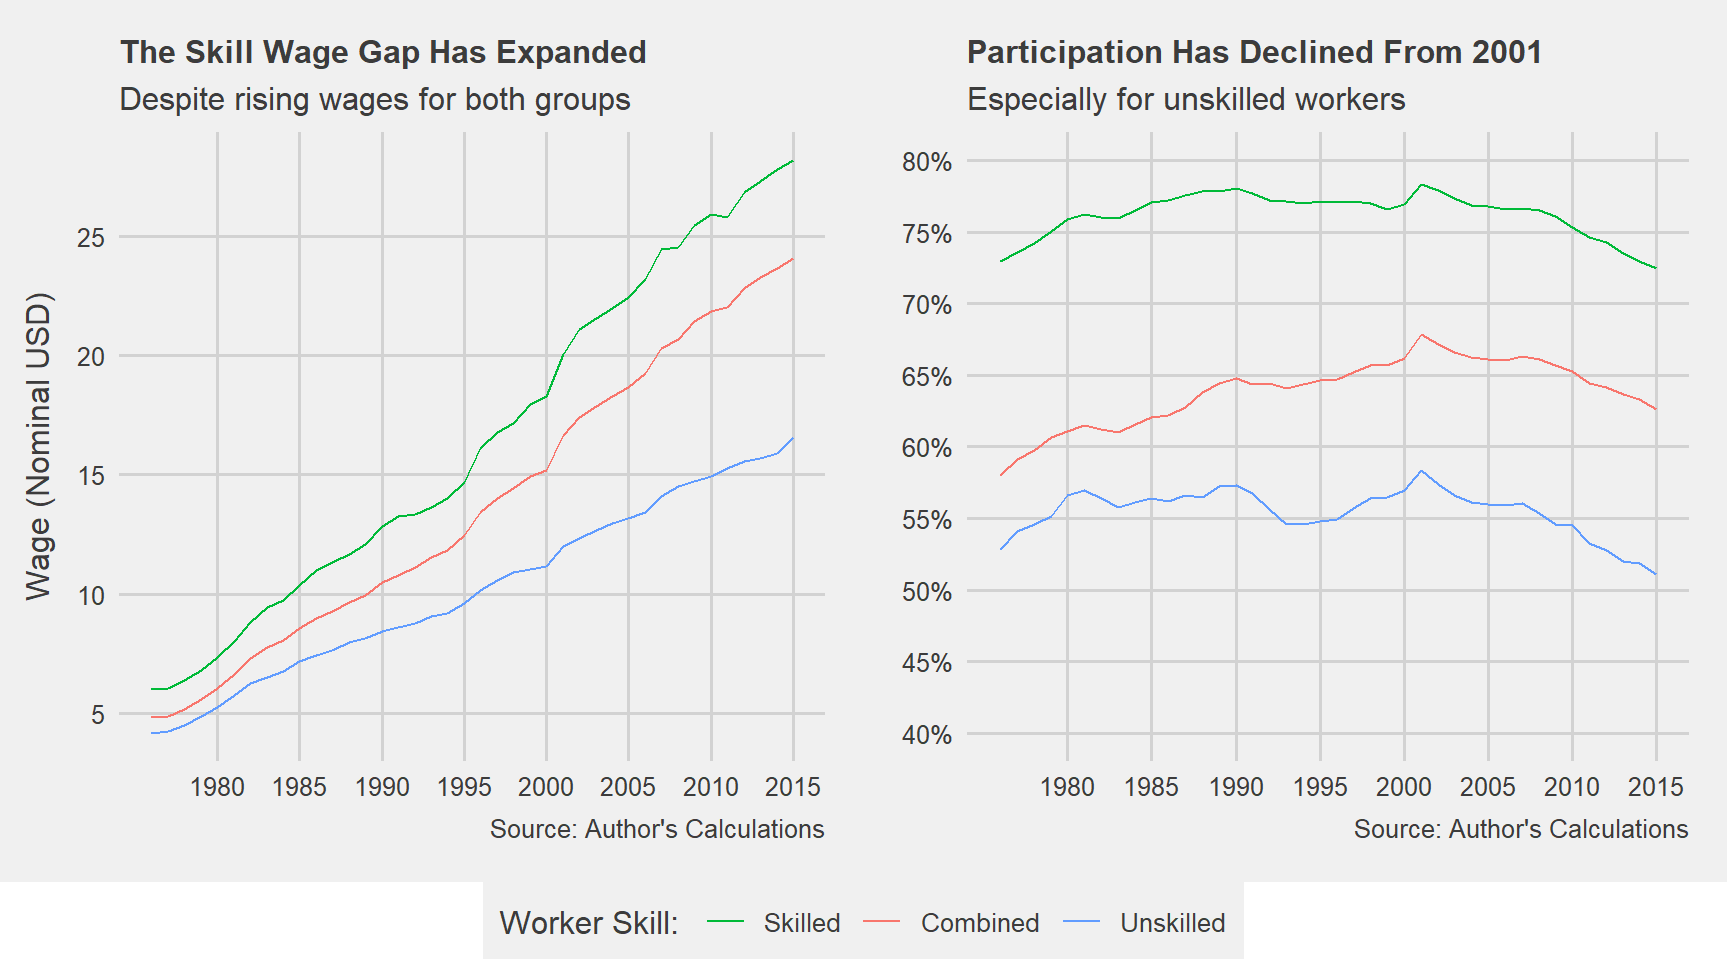 The Skill Wage Gap Has Expanded
Despite rising wages for both groups
Wage (Nominal USD)
25
20
15
10
5
1980 1985 1990 1995 2000 2005 2010 2015
Source: Author's Calculations
Participation Has Declined From 2001
Especially for unskilled workers
80%
75%
70%
65%
60%
55%
50%
45%
40%
1980 1985 1990 1995 2000 2005 2010 2015
Source: Author's Calculations
Worker Skill: Skilled Combined Unskilled